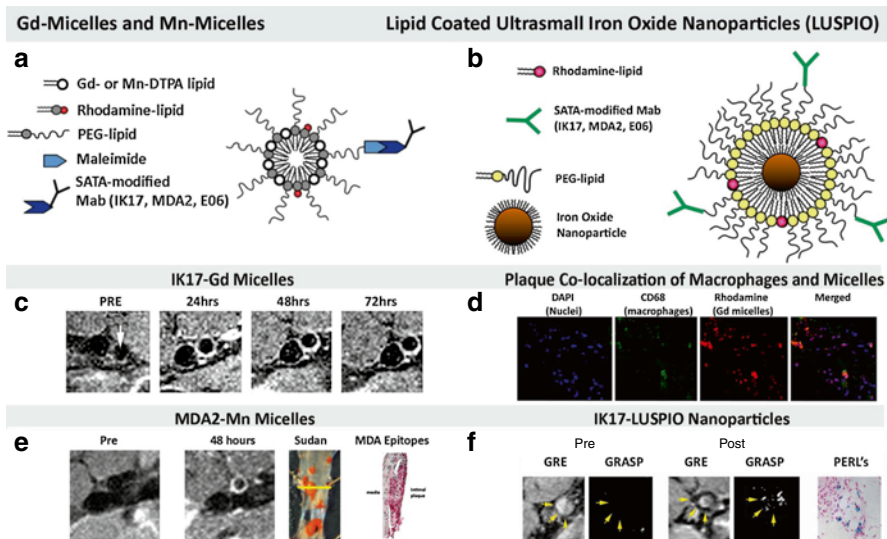 Gd-Micelles and Mn-Micelles
Lipid Coated Ultrasmall Iron Oxide Nanoparticles (LUSPIO)
a
Gd- or Mn-DTPA lipid
Rhodamine-lipid
PEG-lipid
Maleimide
SATA-modified
Mab (IK17, MDA2, E06)
b
Rhodamine-lipid
SATA-modified Mab
(IK17, MDA2, E06)
PEG-lipid
Iron Oxide
Nanoparticle
IK17-Gd Micelles
c
PRE
24hrs
48hrs
72hrs
Plaque Co-localization of Macrophages and Micelles
d
DAPI
(Nuclei)
CD68
(macrophages)
Rhodamine
(Gd micelles)
Merged
MDA2-Mn Micelles
e
Pre
48 hours
Sudan
MDA Epitopes
media
intimal
plaque
IK17-LUSPIO Nanoparticles
f
Pre
Post
GRE
GRASP
GRE
GRASP
PERL's